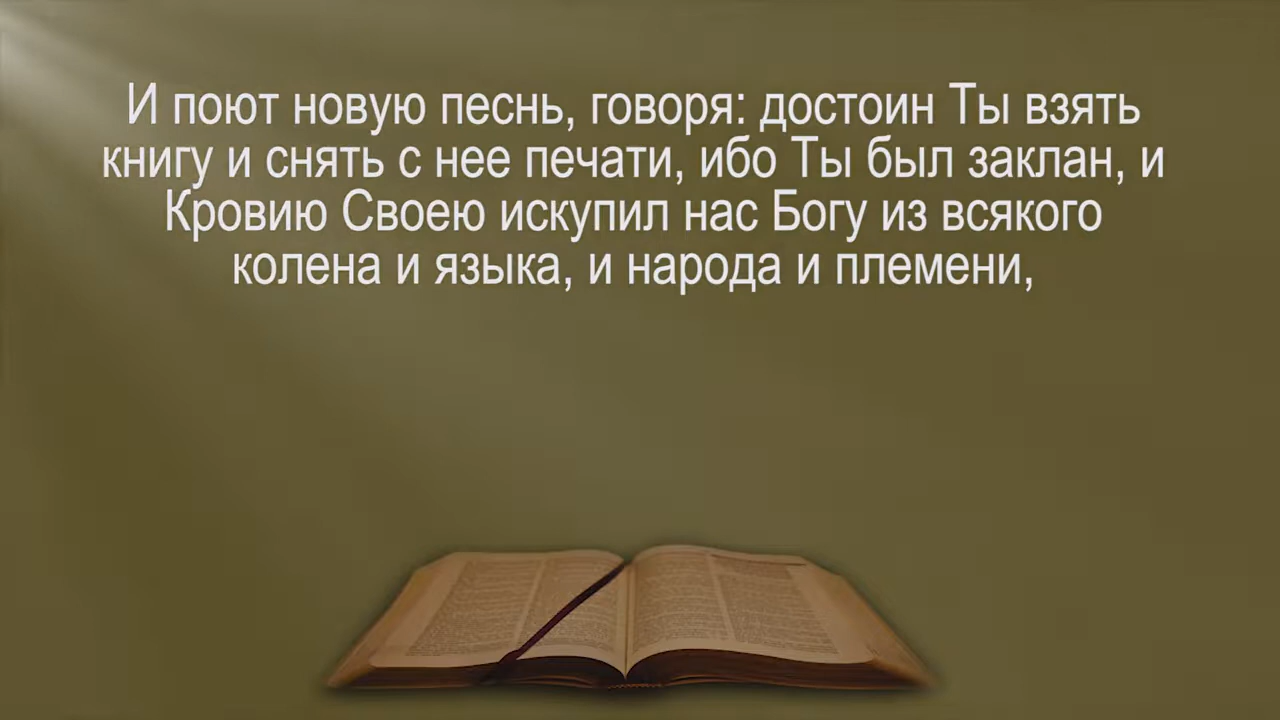 И поют новую песнь, говоря: достоин Ты взять
книгу и снять с нее печати, ибо Ты был заклан, и
Кровию Своею искупил нас Богу из всякого
колена и языка, и народа и племени,